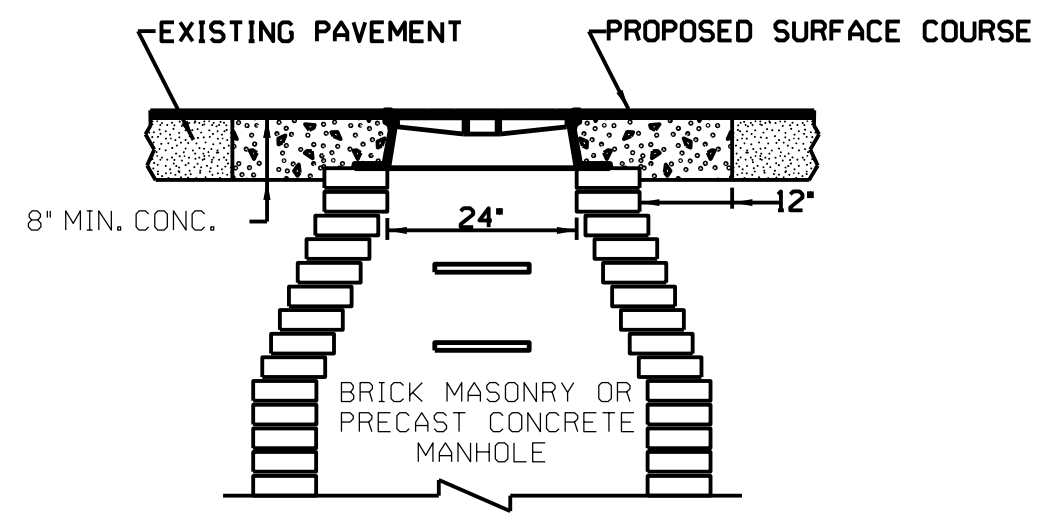 EXISTING PAVEMENT
PROPOSED SURFACE COURSE
8" MIN. CONC.
24"
12"
BRICK MASONRY OR
PRECAST CONCRETE
MANHOLE